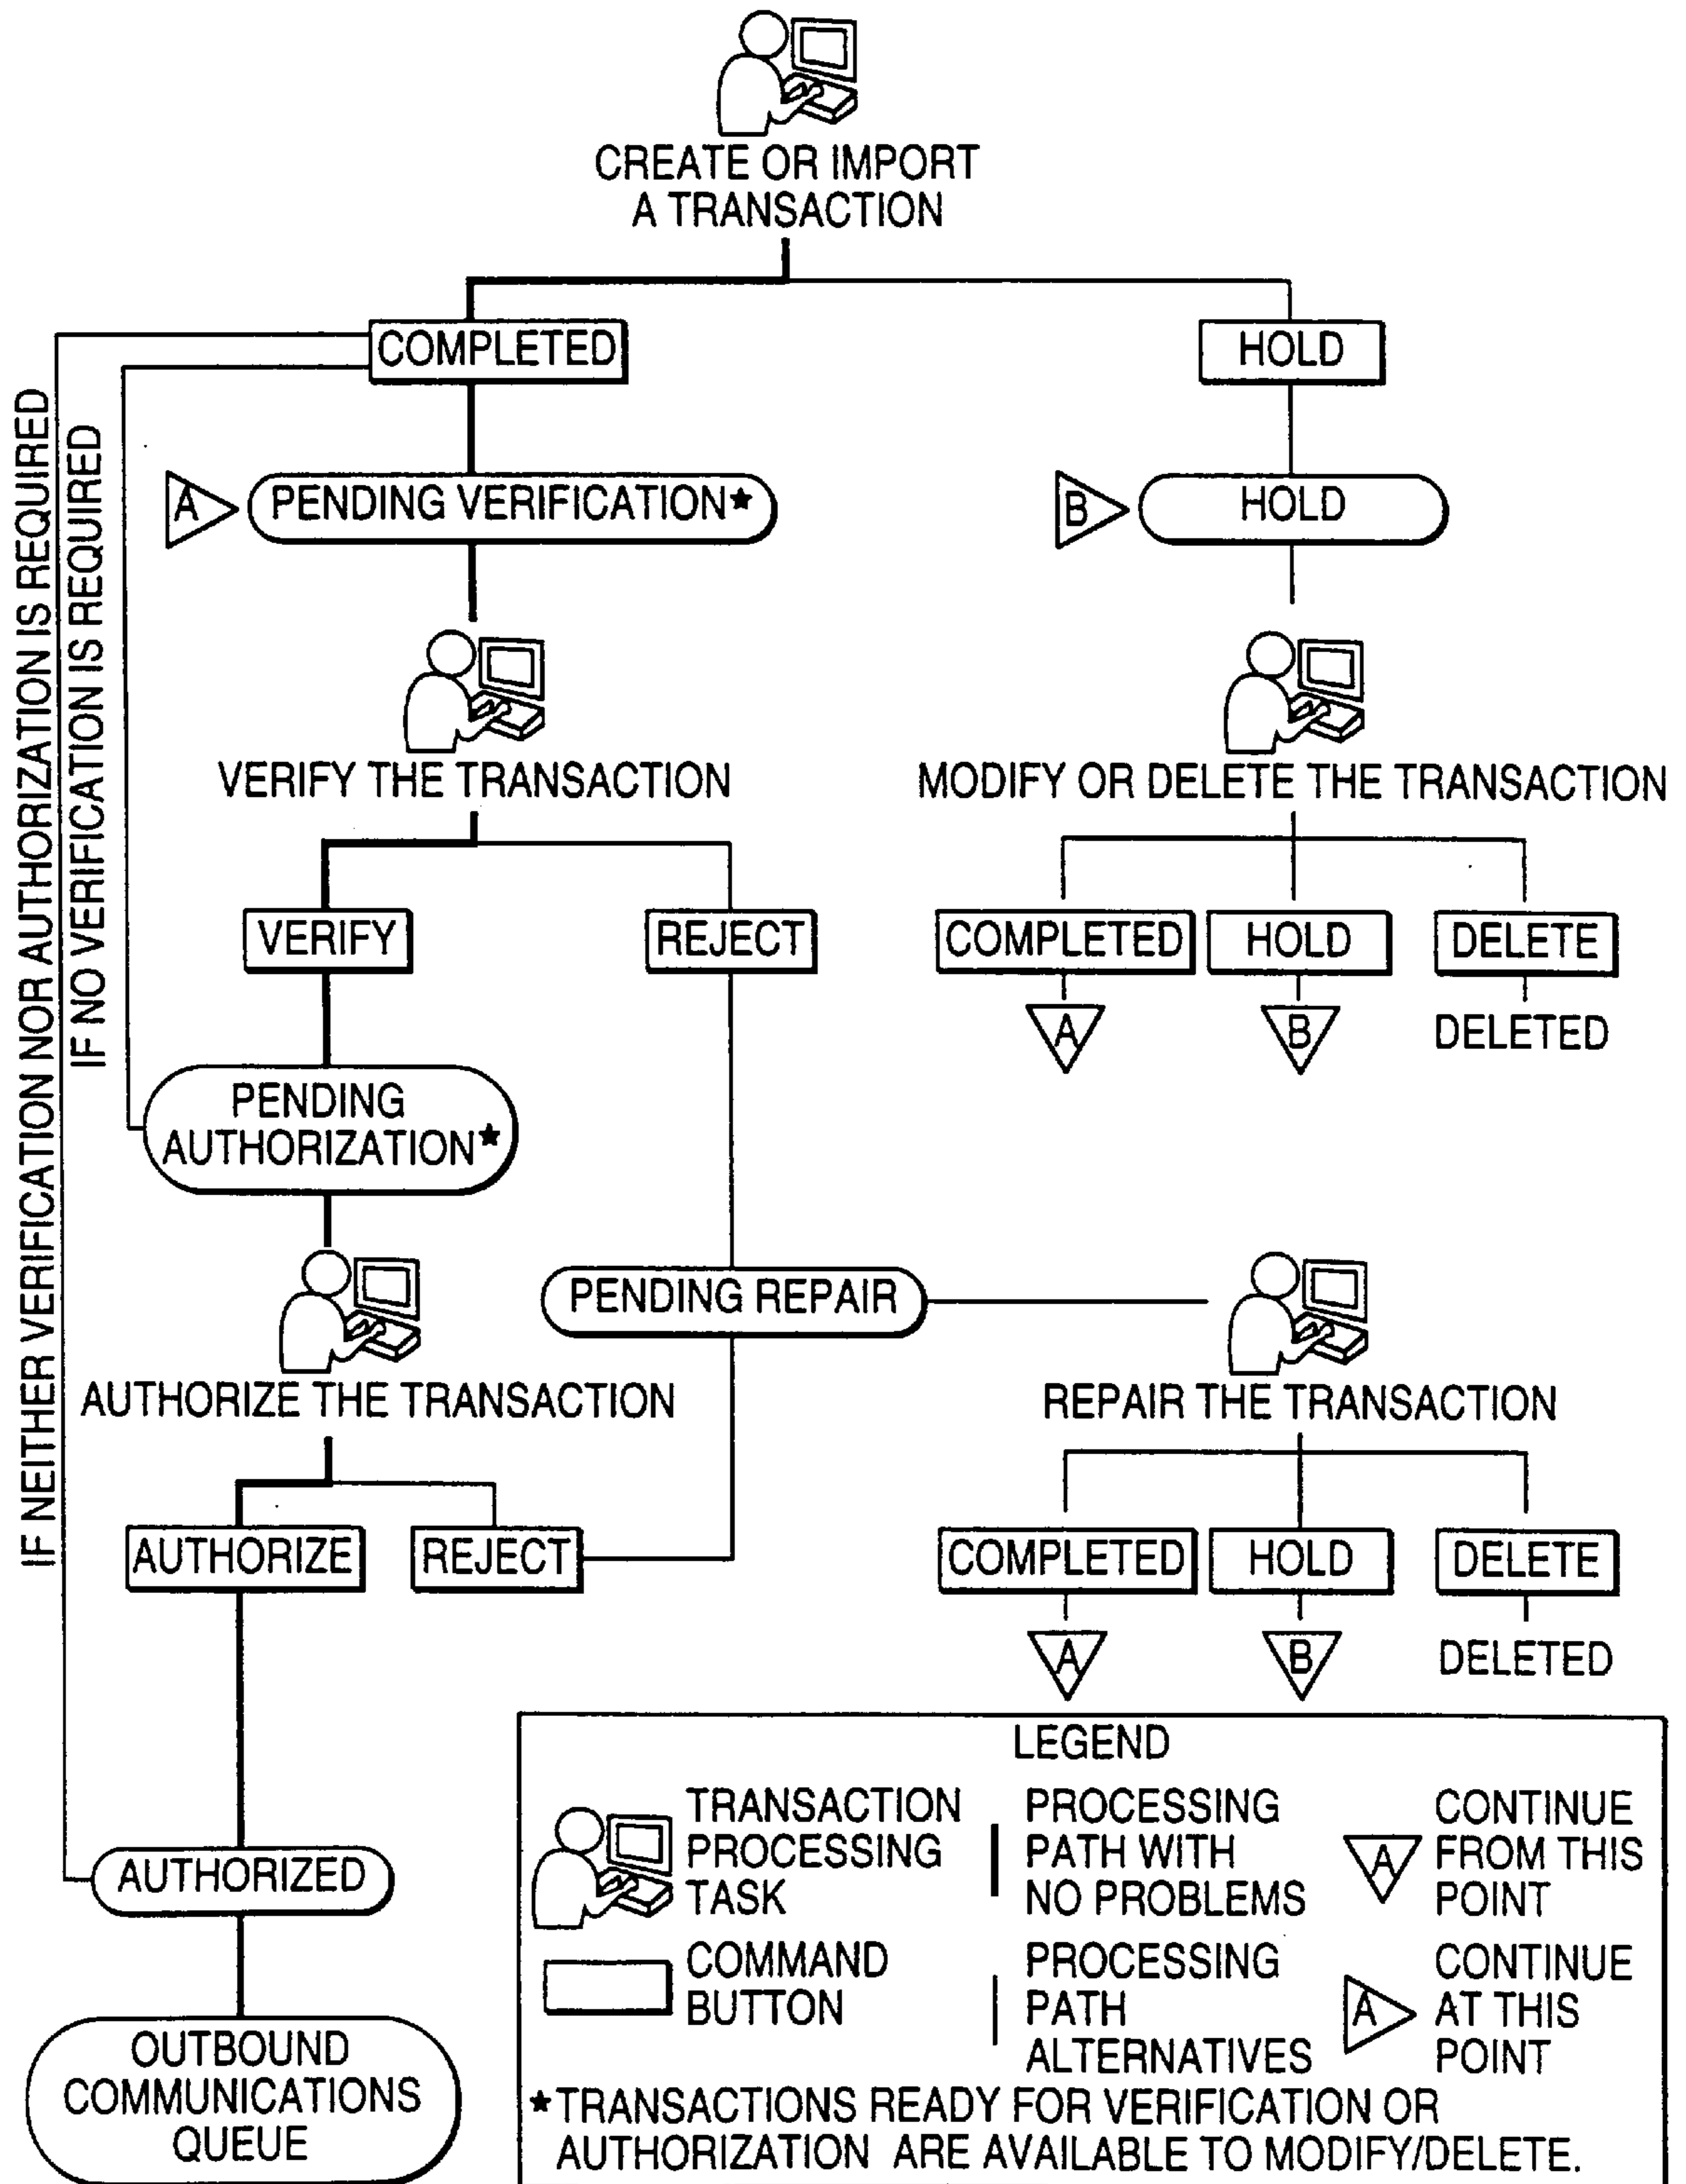 CREATE OR IMPORT
A TRANSACTION
COMPLETED
HOLD
IF NEITHER VERIFICATION NOR AUTHORIZATION IS REQUIRED
IF NO VERIFICATION IS REQUIRED
A
PENDING VERIFICATION★
B
HOLD
VERIFY THE TRANSACTION
MODIFY OR DELETE THE TRANSACTION
VERIFY
REJECT
COMPLETED
HOLD
DELETE
A
B
DELETED
PENDING
AUTHORIZATION★
PENDING REPAIR
AUTHORIZE THE TRANSACTION
REPAIR THE TRANSACTION
AUTHORIZE
REJECT
COMPLETED
HOLD
DELETE
A
B
DELETED
AUTHORIZED
OUTBOUND
COMMUNICATIONS
QUEUE
LEGEND
TRANSACTION
PROCESSING
TASK
PROCESSING
PATH WITH
NO PROBLEMS
A
CONTINUE
FROM THIS
POINT
COMMAND
BUTTON
PROCESSING
PATH
ALTERNATIVES
A
CONTINUE
AT THIS
POINT
★TRANSACTIONS READY FOR VERIFICATION OR
AUTHORIZATION ARE AVAILABLE TO MODIFY/DELETE.